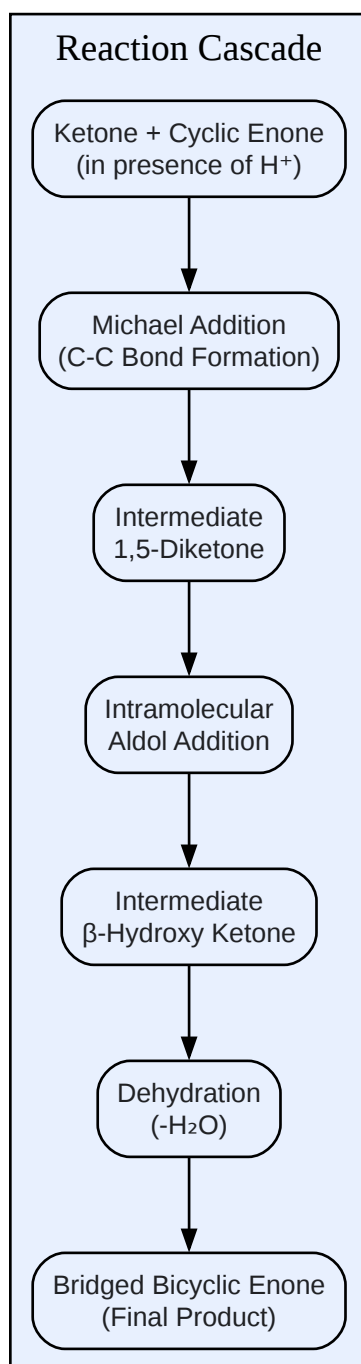 Reaction Cascade
Ketone + Cyclic Enone
(in presence of H⁺)
Michael Addition
(C-C Bond Formation)
Intermediate
1,5-Diketone
Intramolecular
Aldol Addition
Intermediate
β-Hydroxy Ketone
Dehydration
(-H₂O)
Bridged Bicyclic Enone
(Final Product)